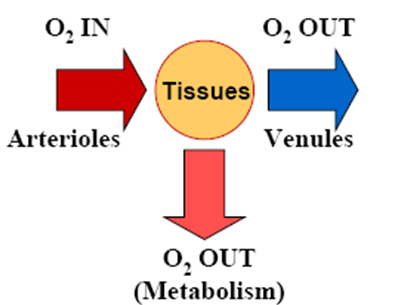 O₂ IN
O₂ OUT
Tissues
Arterioles
Venules
O₂ OUT
(Metabolism)